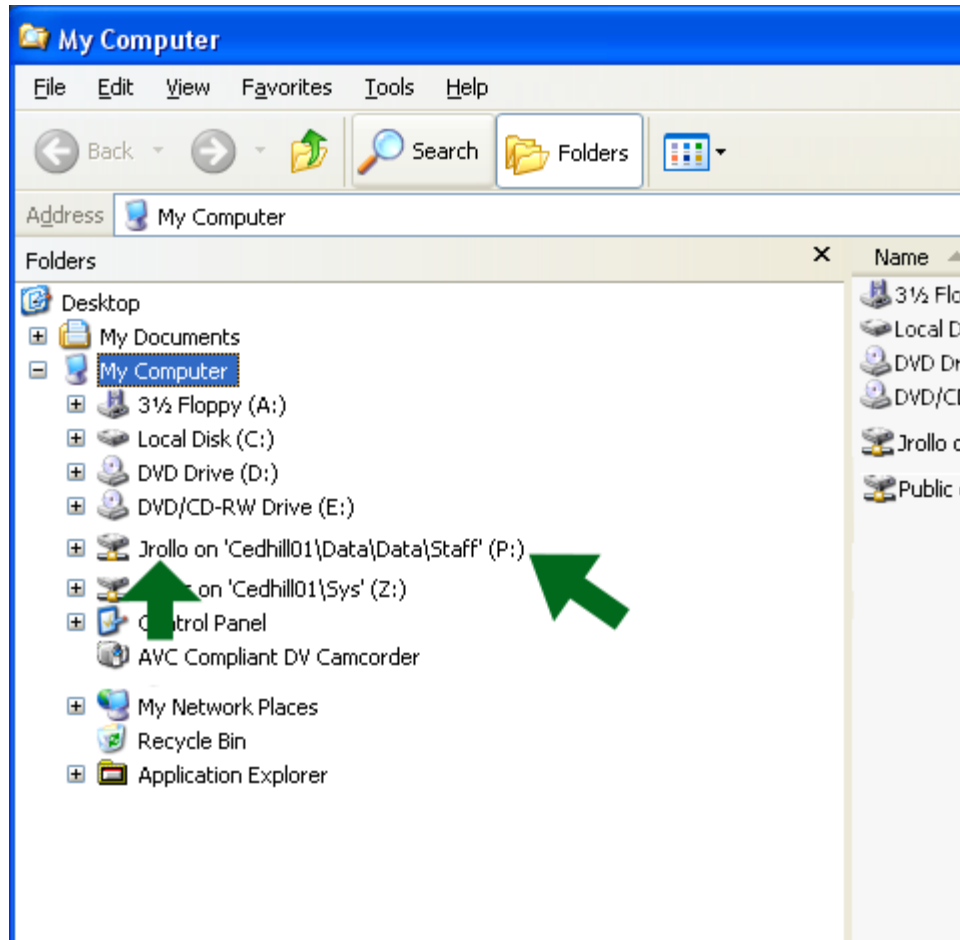 My Computer
File Edit View Favorites Tools Help
Back Search Folders
Address My Computer
Folders
Name
Desktop
My Documents
My Computer
3½ Floppy (A:)
Local Disk (C:)
DVD Drive (D:)
DVD/CD-RW Drive (E:)
Jrollo on 'Cedhill01\Data\Data\Staff' (P:)
on 'Cedhill01\Sys' (Z:)
Control Panel
AVC Compliant DV Camcorder
My Network Places
Recycle Bin
Application Explorer
3½ Flo
Local D
DVD Dr
DVD/CD
Jrollo o
Public